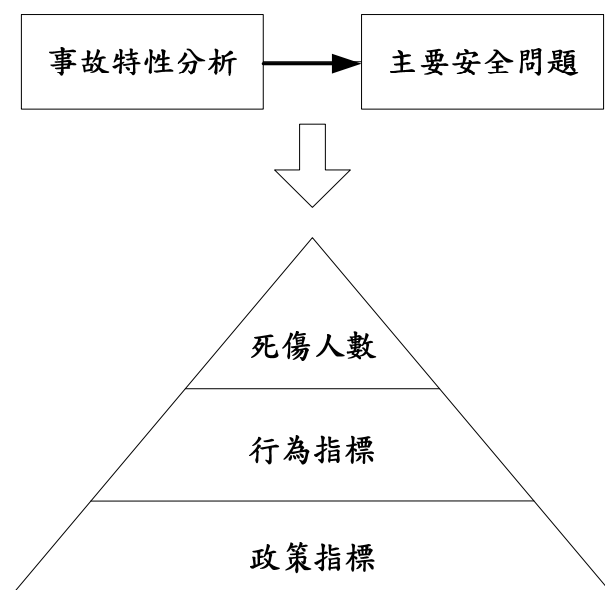 事故特性分析
主要安全問題
死傷人數
行為指標
政策指標